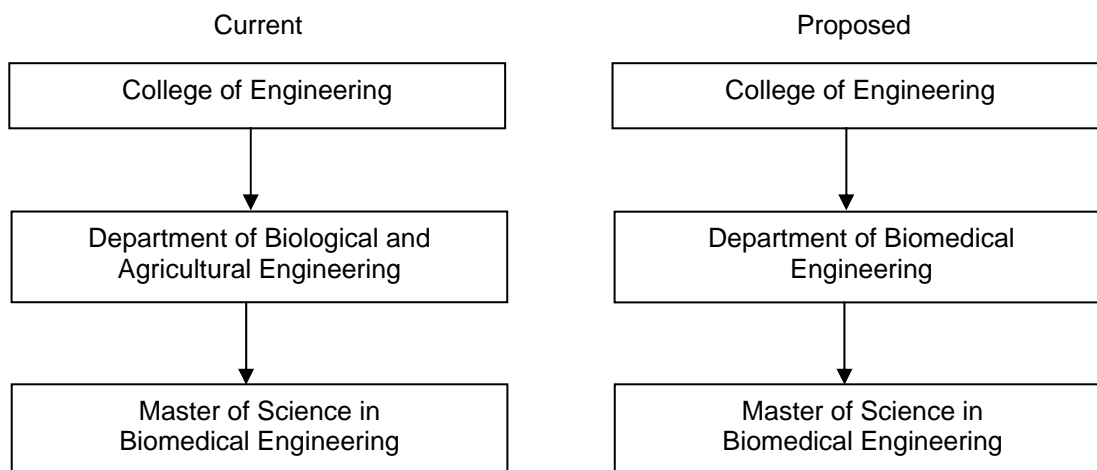 Current
College of Engineering
Department of Biological and
Agricultural Engineering
Master of Science in
Biomedical Engineering
Proposed
College of Engineering
Department of Biomedical
Engineering
Master of Science in
Biomedical Engineering